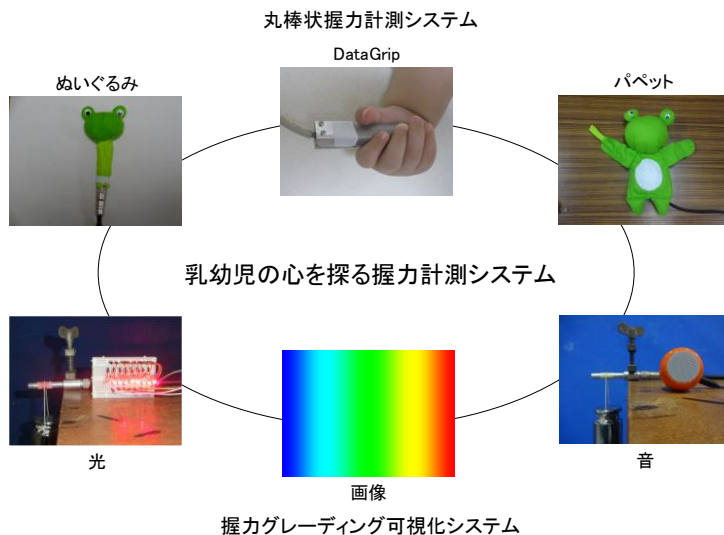 丸棒状握力計測システム
DataGrip
ぬいぐるみ
パペット
乳幼児の心を探る握力計測システム
光
画像
音
握力グレーディング可視化システム